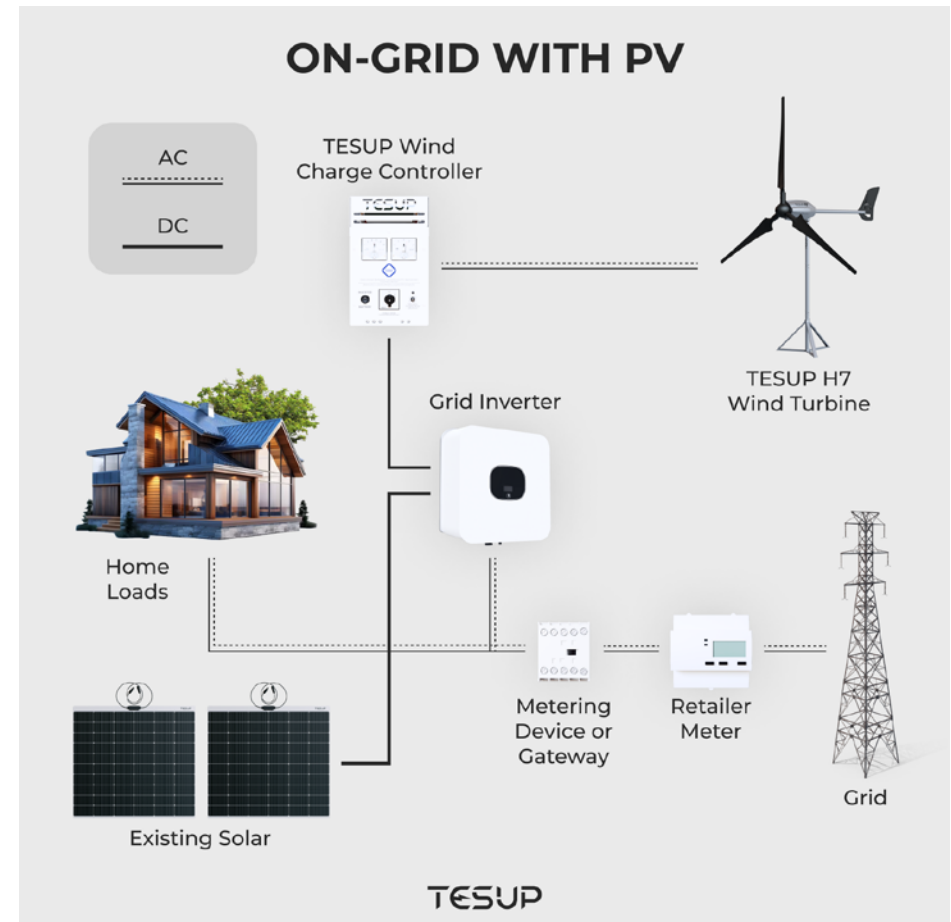 ON-GRID WITH PV
AC
DC
TESUP Wind
Charge Controller
TESUP
TESUP H7
Wind Turbine
Grid Inverter
Home
Loads
Metering
Device or
Gateway
Retailer
Meter
Grid
Existing Solar
TESUP